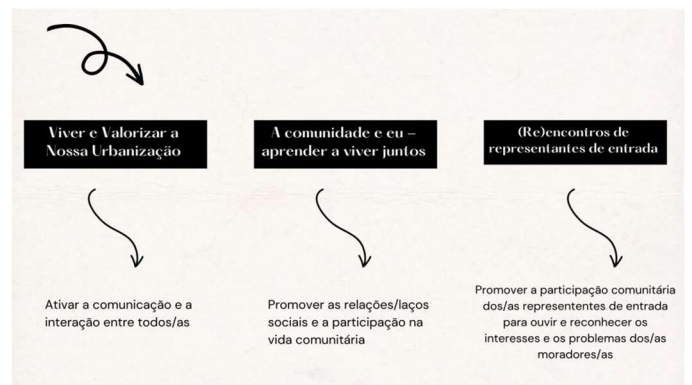 Viver e Valorizar a
Nossa Urbanização
A comunidade e eu –
aprender a viver juntos
(Re)encontros de
representantes de entrada
Ativar a comunicação e a
interação entre todos/as
Promover as relações/laços
sociais e a participação na
vida comunitária
Promover a participação comunitária
dos/as represententes de entrada
para ouvir e reconhecer os
interesses e os problemas dos/as
moradores/as